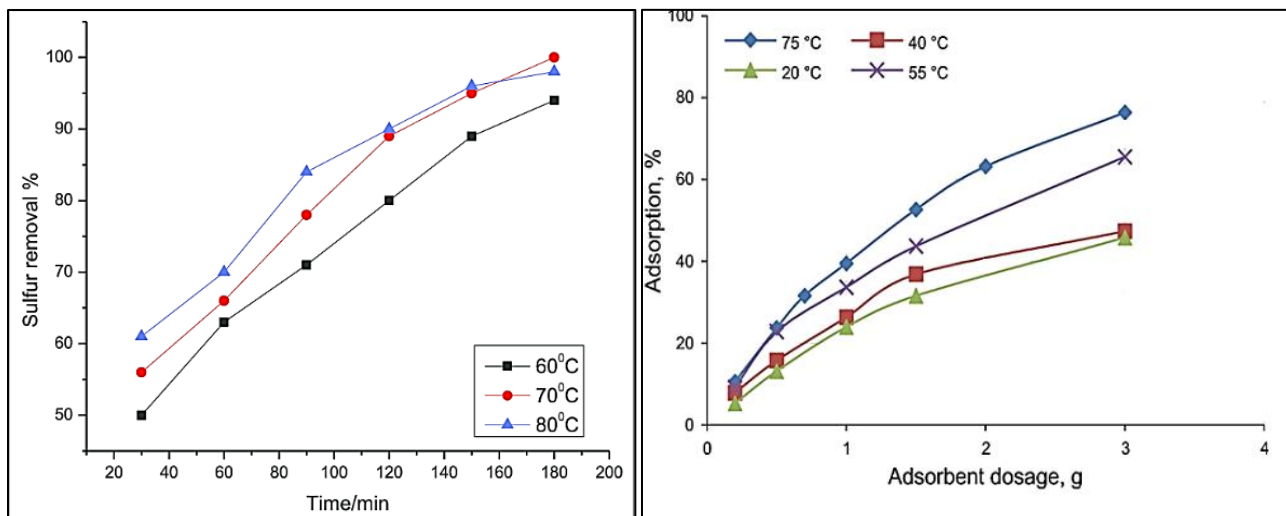 100
90
80
70
60
50
Sulfur removal %
60⁰C
70⁰C
80⁰C
20 40 60 80 100 120 140 160 180 200
Time/min
100
80
60
40
20
0
Adsorption, %
75 °C 40 °C
20 °C 55 °C
0 1 2 3 4
Adsorbent dosage, g